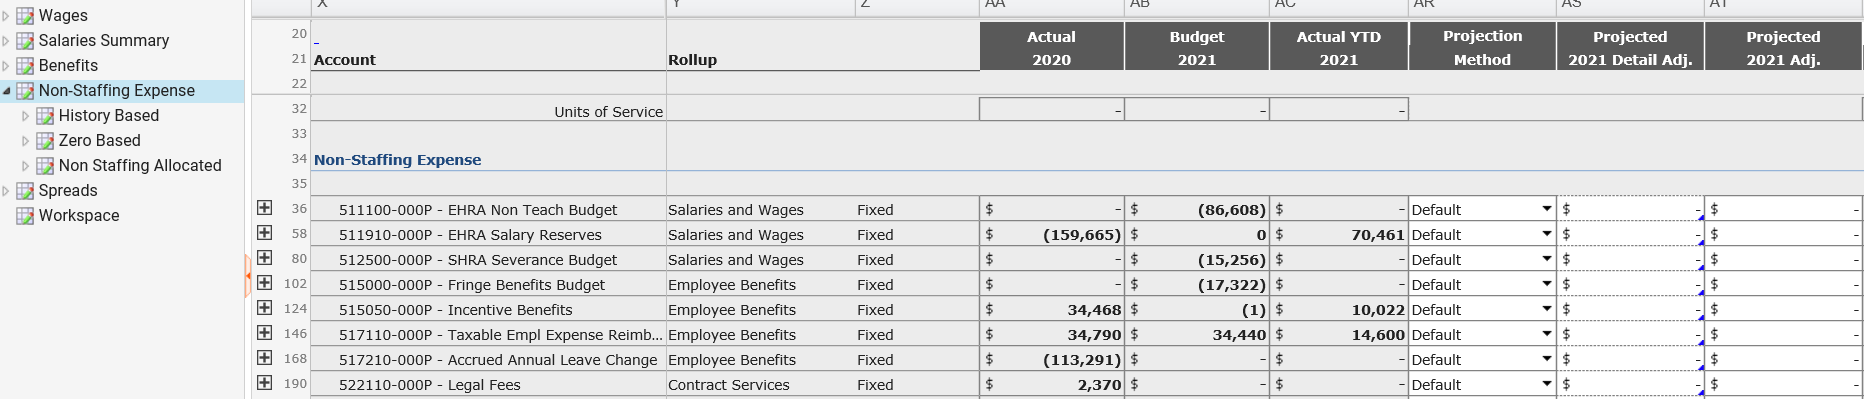 Wages
Salaries Summary
Benefits
Non-Staffing Expense
History Based
Zero Based
Non Staffing Allocated
Spreads
Workspace
X Y Z AA AB AC AR AS AT
20 - Actual Budget Actual YTD Projection Projected Projected
21 Account Rollup 2020 2021 2021 Method 2021 Detail Adj. 2021 Adj.
22
32 Units of Service - - -
33
34 Non-Staffing Expense
35
36 511100-000P - EHRA Non Teach Budget Salaries and Wages Fixed $ - $ (86,608) $ - Default $ - $ -
58 511910-000P - EHRA Salary Reserves Salaries and Wages Fixed $ (159,665) $ 0 $ 70,461 Default $ - $ -
80 512500-000P - SHRA Severance Budget Salaries and Wages Fixed $ - $ (15,256) $ - Default $ - $ -
102 515000-000P - Fringe Benefits Budget Employee Benefits Fixed $ - $ (17,322) $ - Default $ - $ -
124 515050-000P - Incentive Benefits Employee Benefits Fixed $ 34,468 $ (1) $ 10,022 Default $ - $ -
146 517110-000P - Taxable Empl Expense Reimb... Employee Benefits Fixed $ 34,790 $ 34,440 $ 14,600 Default $ - $ -
168 517210-000P - Accrued Annual Leave Change Employee Benefits Fixed $ (113,291) $ - $ - Default $ - $ -
190 522110-000P - Legal Fees Contract Services Fixed $ 2,370 $ - $ - Default $ - $ -